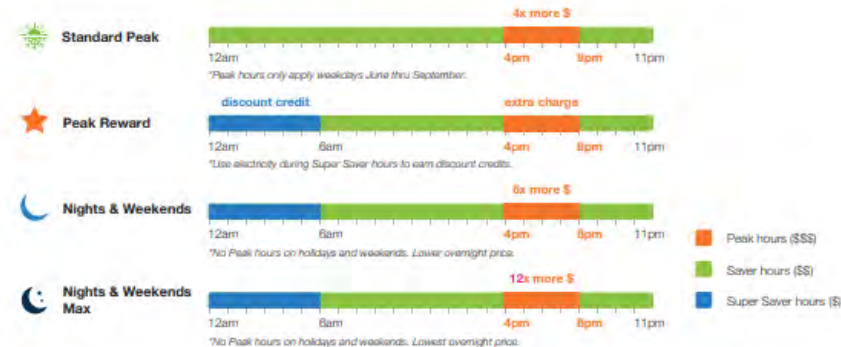 4x more $
Standard Peak
12am 4pm 8pm 11pm
*Peak hours only apply weekdays June thru September.
discount credit extra charge
Peak Reward
12am 6am 4pm 8pm 11pm
*Use electricity during Super Saver hours to earn discount credits.
6x more $
Nights & Weekends
12am 6am 4pm 8pm 11pm
*No Peak hours on holidays and weekends. Lower overnight price.
Peak hours ($$$)
Saver hours ($$)
Super Saver hours ($)
12x more $
Nights & Weekends
Max
12am 6am 4pm 8pm 11pm
*No Peak hours on holidays and weekends. Lowest overnight price.